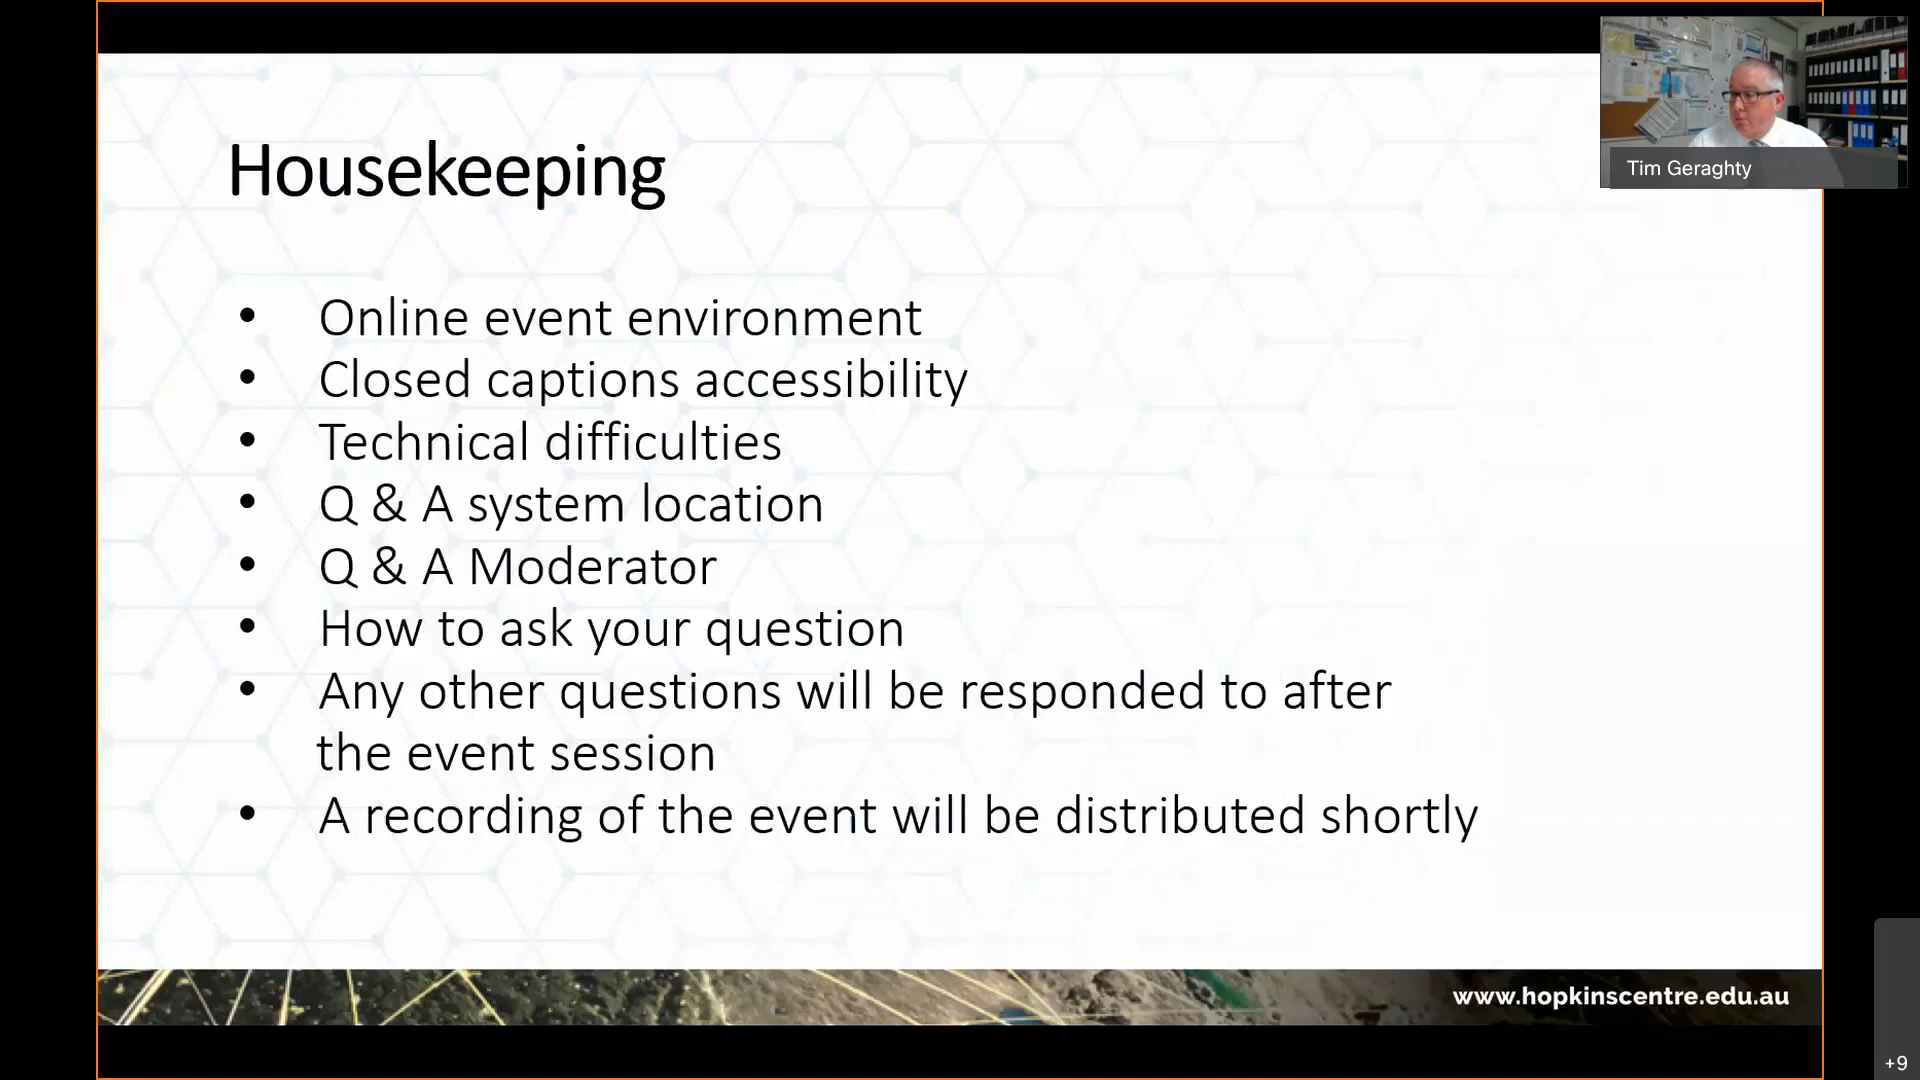 Housekeeping
• Online event environment
• Closed captions accessibility
• Technical difficulties
• Q & A system location
• Q & A Moderator
• How to ask your question
• Any other questions will be responded to after
the event session
• A recording of the event will be distributed shortly
www.hopkinscentre.edu.au
Tim Geraghty
+9